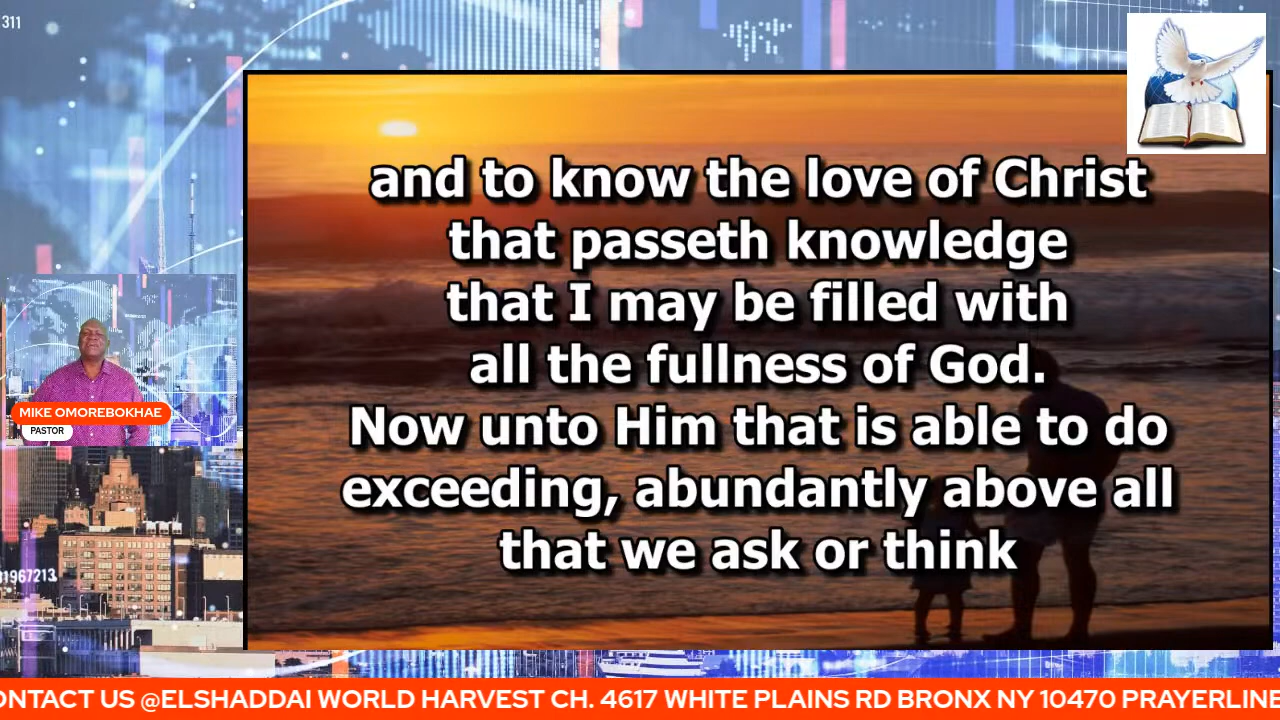 311
and to know the love of Christ
that passeth knowledge
that I may be filled with
all the fullness of God.
Now unto Him that is able to do
exceeding, abundantly above all
that we ask or think
MIKE OMOREBOKHAE
PASTOR
31967213
ONTACT US @ELSHADDAI WORLD HARVEST CH. 4617 WHITE PLAINS RD BRONX NY 10470 PRAYERLINE